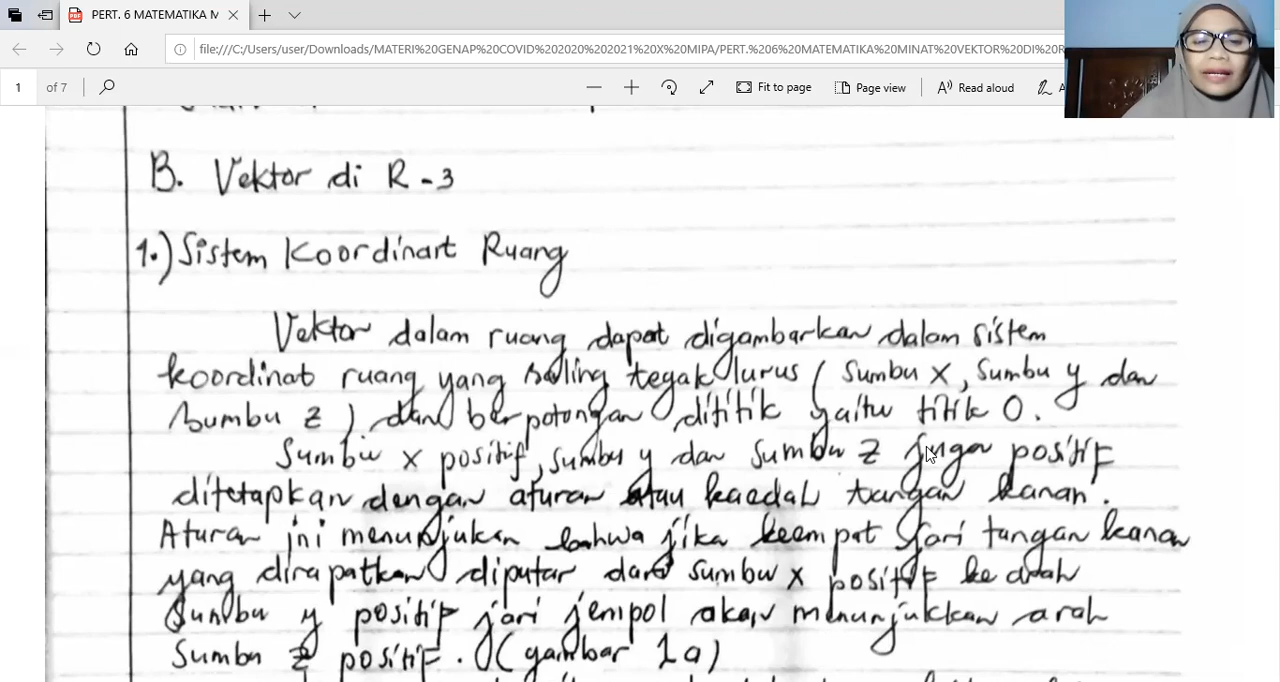 PERT. 6 MATEMATIKA M
file:///C:/Users/user/Downloads/MATERI%20GENAP%20COVID%202020%202021%20X%20MIPA/PERT.%206%20MATEMATIKA%20MINAT%20VEKTOR%20DI%20R
1 of 7 Fit to page Page view Read aloud
B. Vektor di R-3
1.) Sistem Koordinart Ruang
Vektor dalam ruang dapat digambarkan dalam sistem
koordinat ruang yang saling tegak lurus ( Sumbu x, Sumbu y dan
Sumbu z ) dan berpotongan dititik yaitu titik O.
Sumbu x positif, sumbu y dan sumbu z juga positif
ditetapkan dengan aturan atau kaedah tangan kanan.
Aturan ini menunjukan bahwa jika keempat jari tangan kanan
yang dirapatkan diputar dari sumbu x positif ke arah
Sumbu y positif jari jempol akan menunjukkan arah
Sumbu z positif. (gambar 1a)